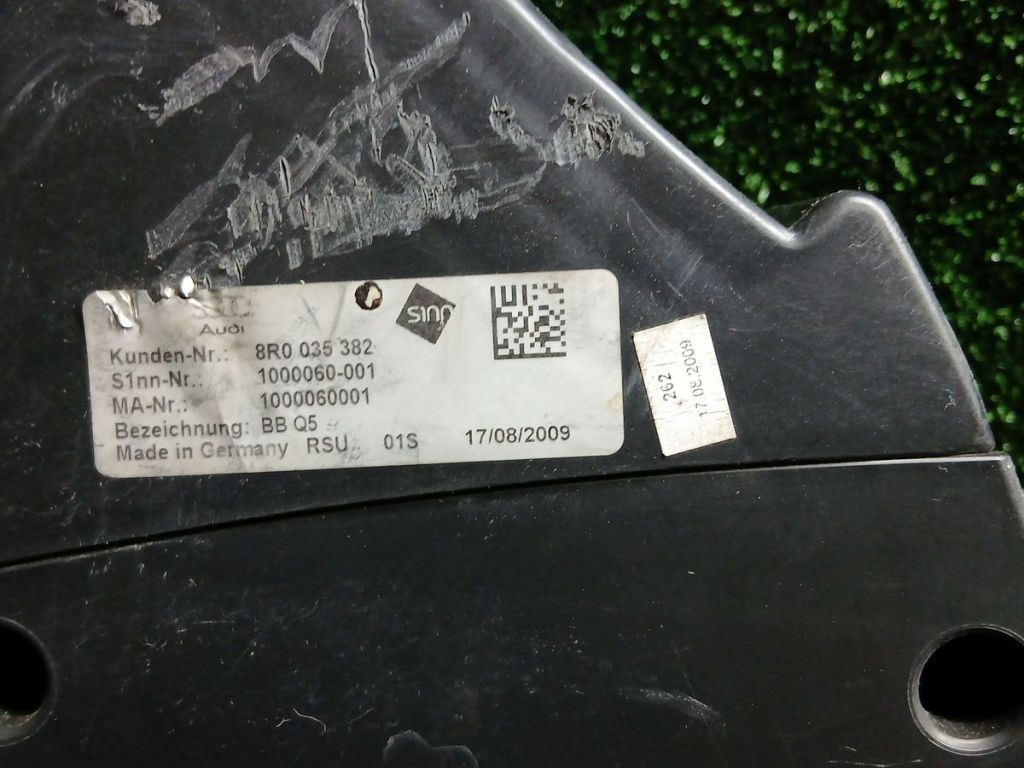 Audi
s1nn
Kunden-Nr.: 8R0 035 382
S1nn-Nr.: 1000060-001
MA-Nr.: 1000060001
Bezeichnung: BB Q5
Made in Germany RSU 01S 17/08/2009
262
17.08.2009